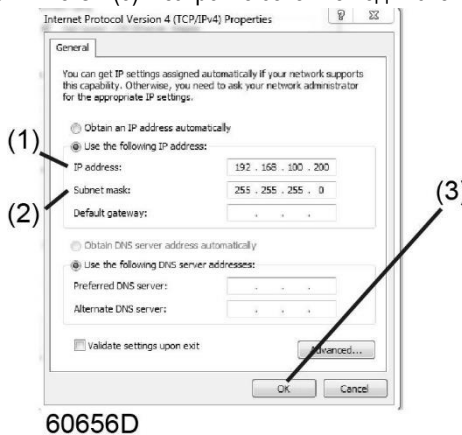 Internet Protocol Version 4 (TCP/IPv4) Properties
General
You can get IP settings assigned automatically if your network supports
this capability. Otherwise, you need to ask your network administrator
for the appropriate IP settings.
Obtain an IP address automatically
Use the following IP address:
(1)
IP address:
192 . 168 . 100 . 200
(2)
Subnet mask:
255 . 255 . 255 . 0
(3)
Default gateway:
Obtain DNS server address automatically
Use the following DNS server addresses:
Preferred DNS server:
Alternate DNS server:
Validate settings upon exit
Advanced...
OK
Cancel
60656D